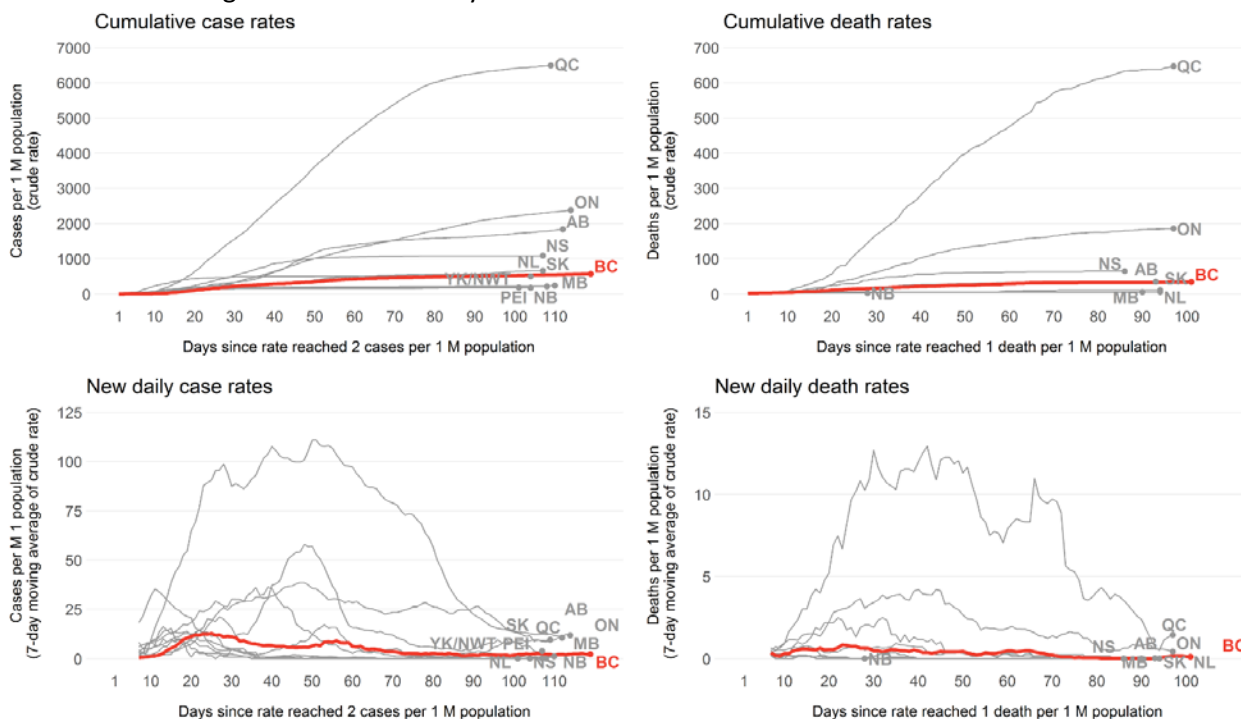 Cumulative case rates
Cases per 1 M population
(crude rate)
7000
6000
5000
4000
3000
2000
1000
0
QC
ON
AB
NS
NL SK
BC
YK/NWT
MB
PEI NB
1 10 20 30 40 50 60 70 80 90 100 110
Days since rate reached 2 cases per 1 M population
Cumulative death rates
Deaths per 1 M population
(crude rate)
700
600
500
400
300
200
100
0
QC
ON
NS AB SK BC
NB MB NL
1 10 20 30 40 50 60 70 80 90 100
Days since rate reached 1 death per 1 M population
New daily case rates
Cases per M 1 population
(7-day moving average of crude rate)
125
100
75
50
25
0
AB
SK QC ON
YK/NWT PEI MB
NL NS NB BC
1 10 20 30 40 50 60 70 80 90 100 110
Days since rate reached 2 cases per 1 M population
New daily death rates
Deaths per 1 M population
(7-day moving average of crude rate)
15
10
5
0
QC
NS AB ON BC
NB MB SK NL
1 10 20 30 40 50 60 70 80 90 100
Days since rate reached 1 death per 1 M population